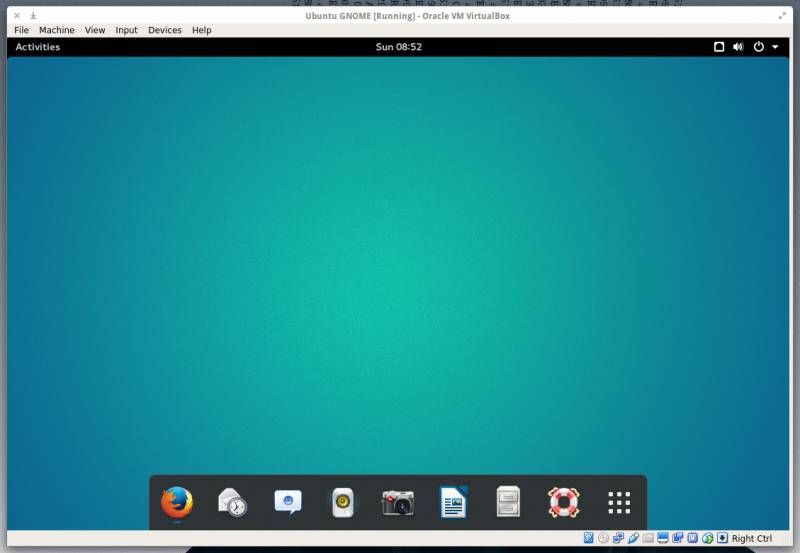 Ubuntu GNOME [Running] - Oracle VM VirtualBox
File Machine View Input Devices Help
Activities Sun 08:52
Right Ctrl